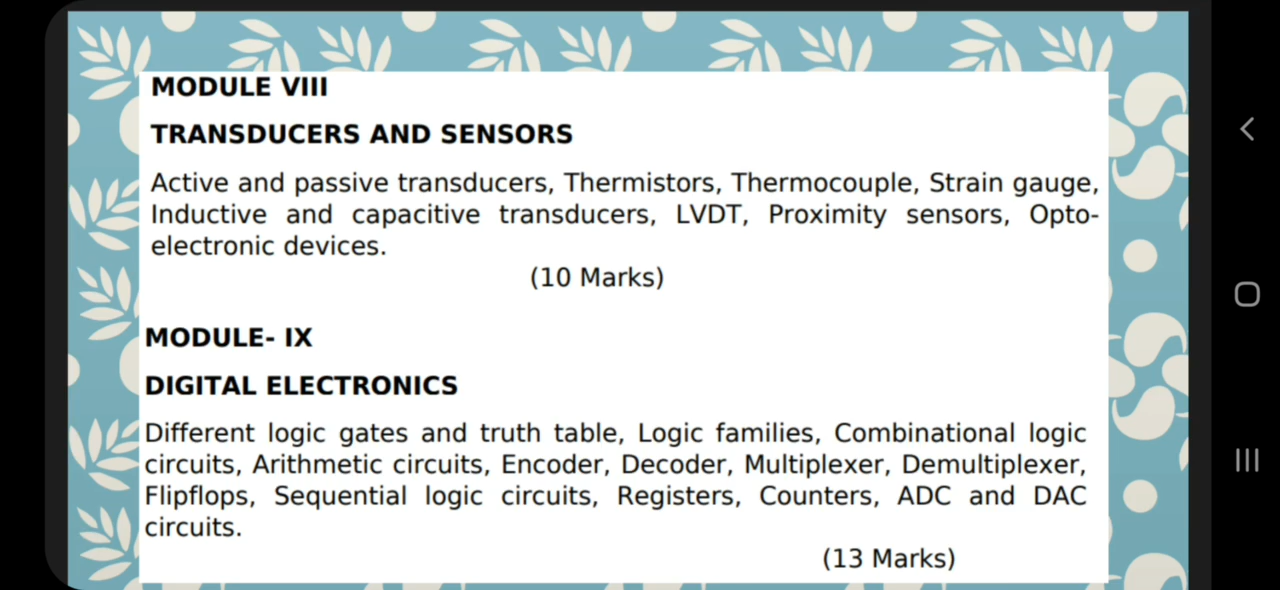 MODULE VIII
TRANSDUCERS AND SENSORS
Active and passive transducers, Thermistors, Thermocouple, Strain gauge,
Inductive and capacitive transducers, LVDT, Proximity sensors, Opto-
electronic devices.
(10 Marks)
MODULE- IX
DIGITAL ELECTRONICS
Different logic gates and truth table, Logic families, Combinational logic
circuits, Arithmetic circuits, Encoder, Decoder, Multiplexer, Demultiplexer,
Flipflops, Sequential logic circuits, Registers, Counters, ADC and DAC
circuits.
(13 Marks)